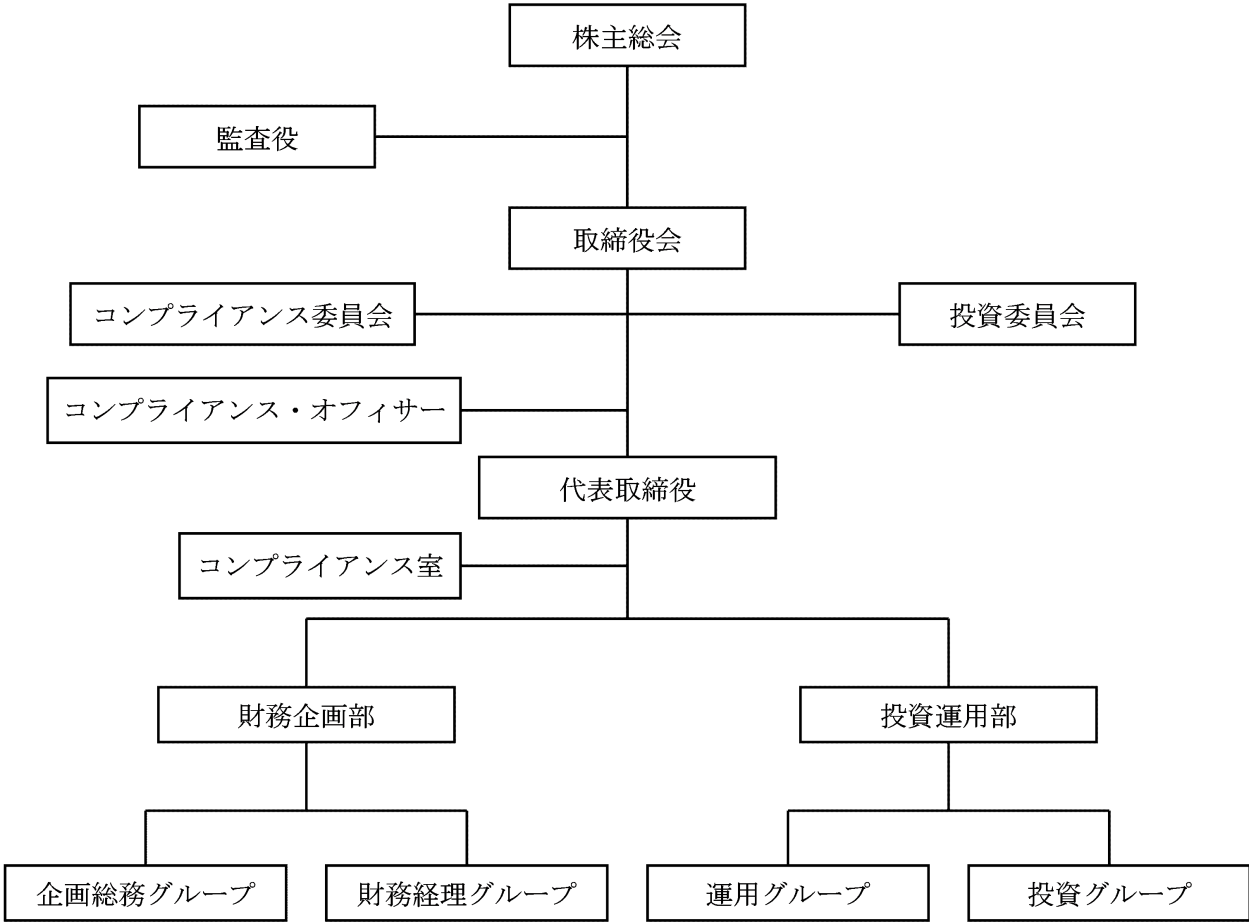 株主総会
監査役
取締役会
コンプライアンス委員会
投資委員会
コンプライアンス・オフィサー
代表取締役
コンプライアンス室
財務企画部
投資運用部
企画総務グループ
財務経理グループ
運用グループ
投資グループ